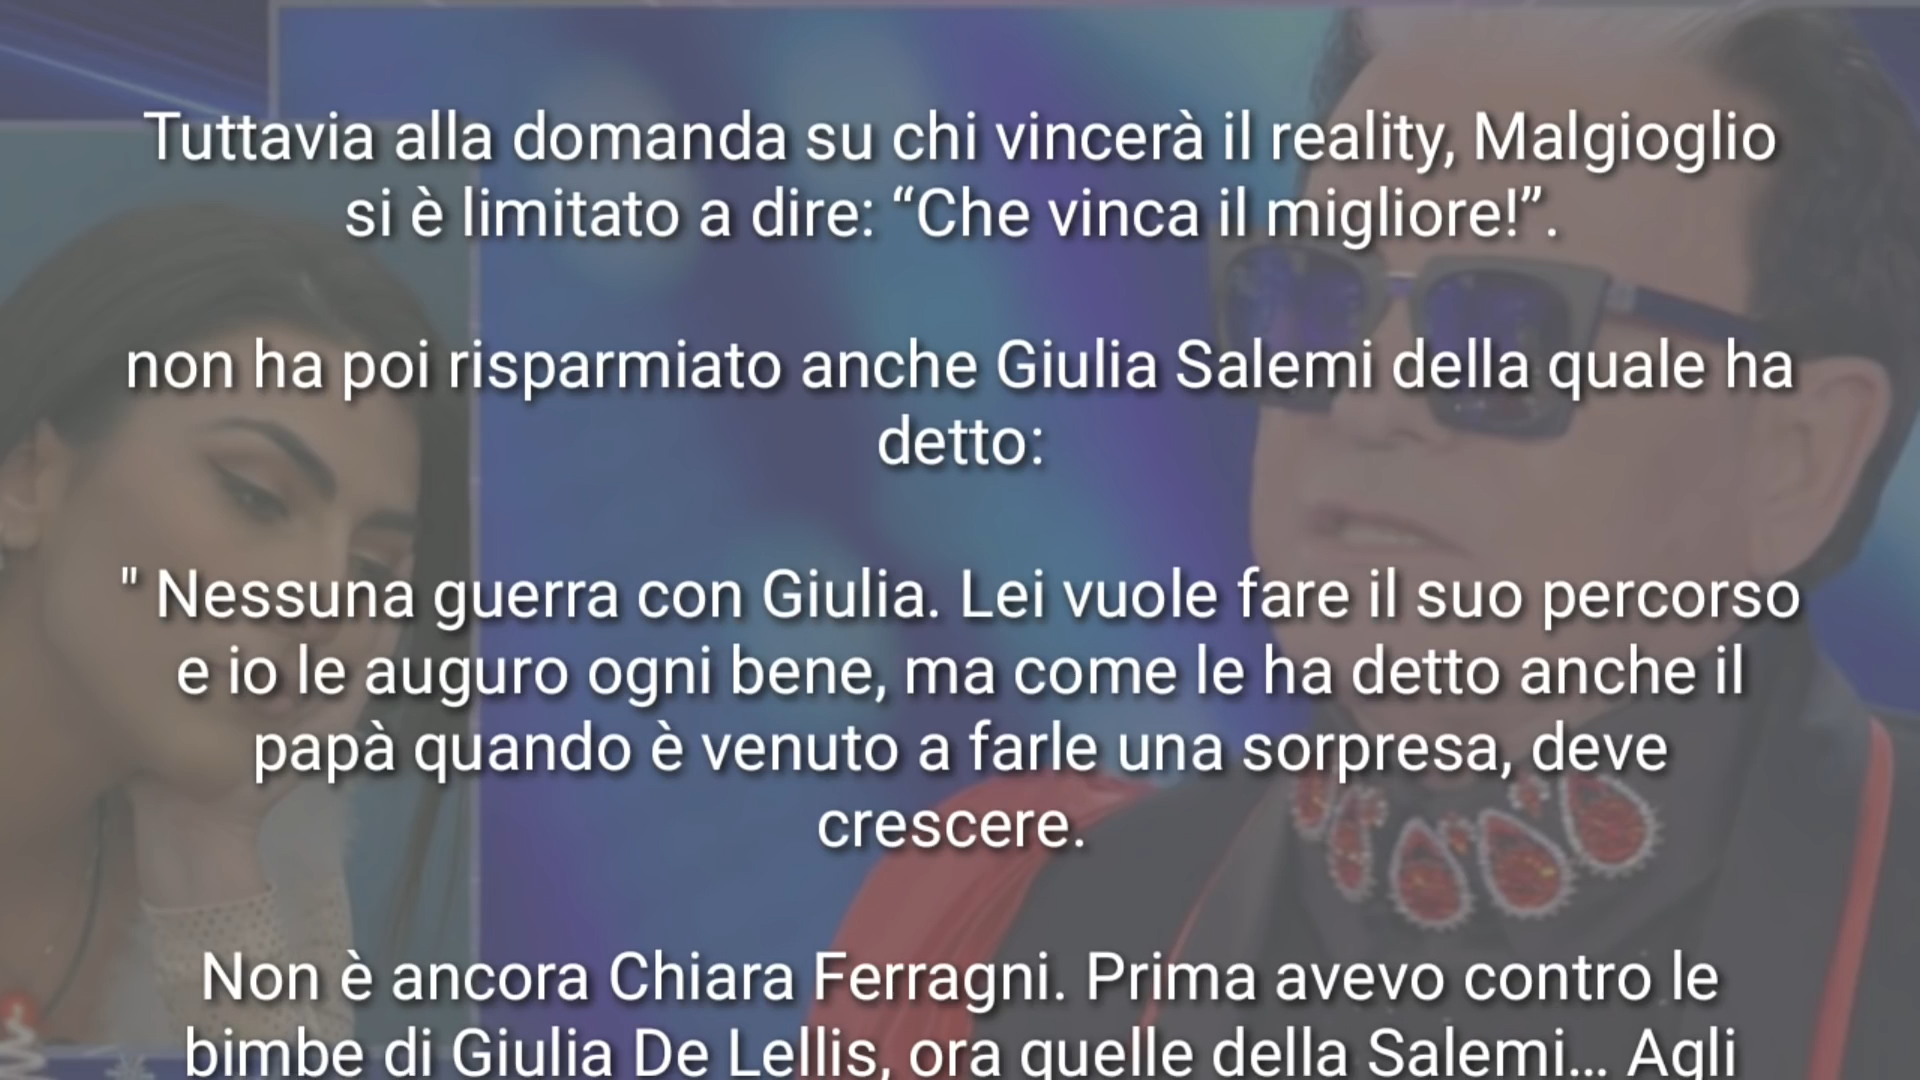 Tuttavia alla domanda su chi vincerà il reality, Malgioglio
si è limitato a dire: “Che vinca il migliore!”.
non ha poi risparmiato anche Giulia Salemi della quale ha
detto:
" Nessuna guerra con Giulia. Lei vuole fare il suo percorso
e io le auguro ogni bene, ma come le ha detto anche il
papà quando è venuto a farle una sorpresa, deve
crescere.
Non è ancora Chiara Ferragni. Prima avevo contro le
bimbe di Giulia De Lellis, ora quelle della Salemi... Agli